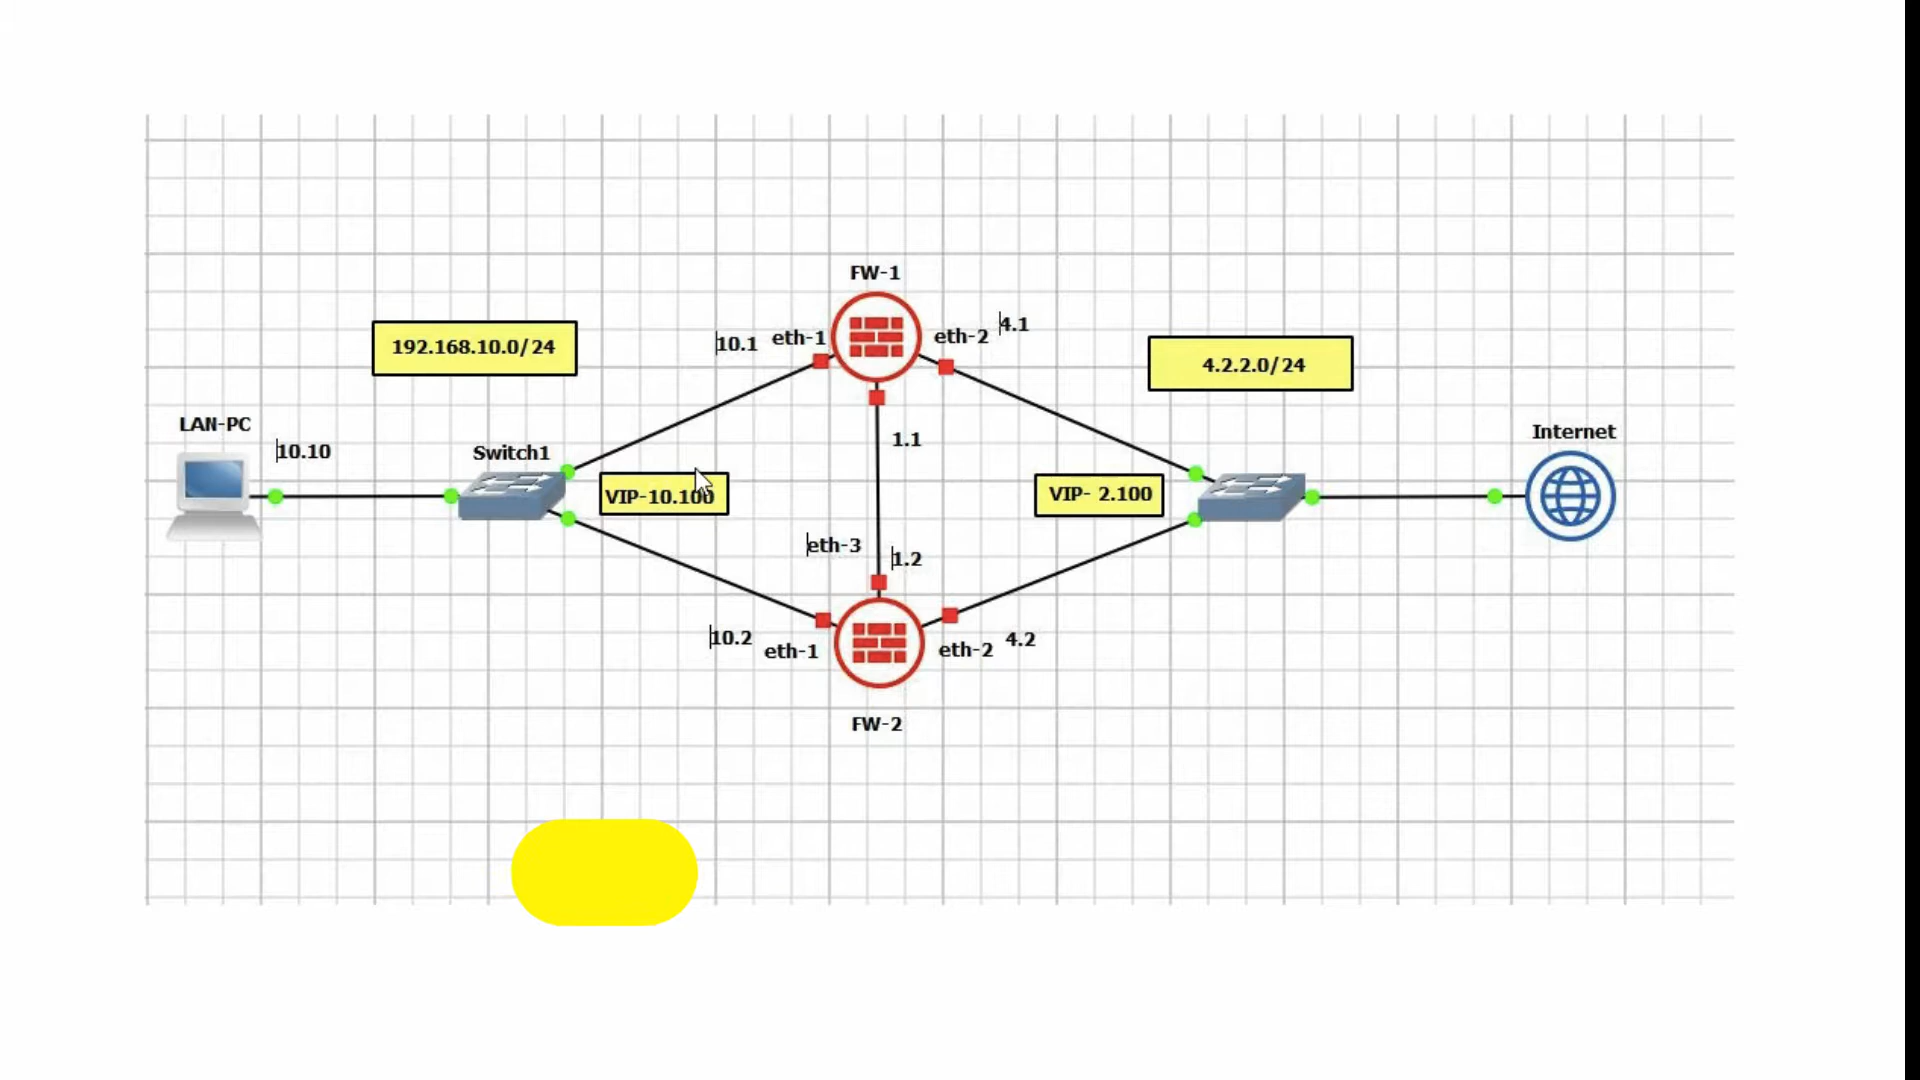 FW-1
192.168.10.0/24
10.1
eth-1
eth-2
4.1
4.2.2.0/24
LAN-PC
10.10
Switch1
1.1
Internet
VIP-10.100
VIP- 2.100
eth-3
1.2
10.2
eth-1
eth-2
4.2
FW-2